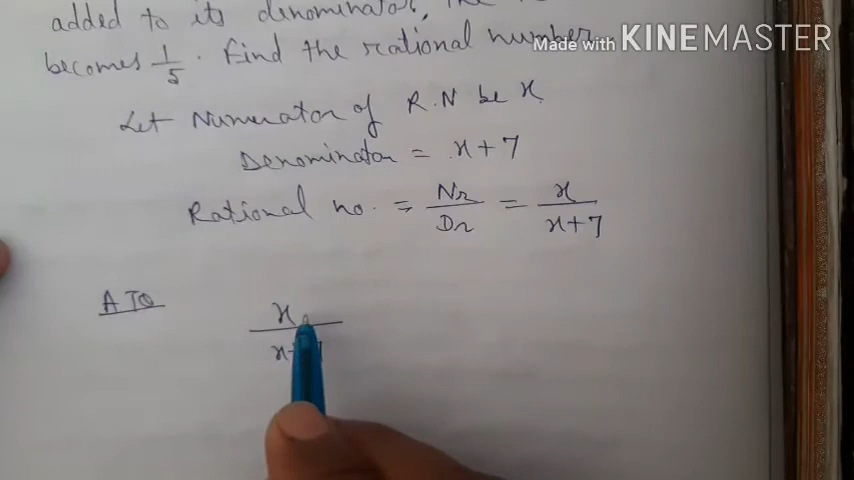 added to its denominator, the
becomes 1/5 . Find the rational number
Made with KINEMASTER
Let Numerator of R.N be x
Denominator = x+7
Rational no. = Nr/Dr = x/x+7
ATQ
x
x+7